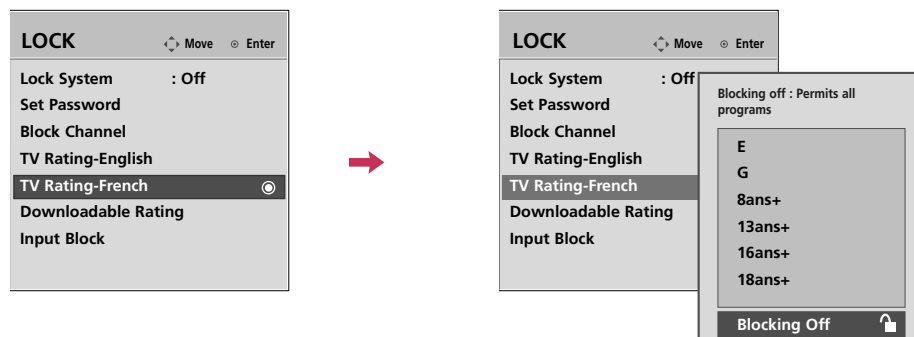 LOCK Move Enter
Lock System : Off
Set Password
Block Channel
TV Rating-English
TV Rating-French
Downloadable Rating
Input Block
LOCK Move Enter
Lock System : Off
Set Password
Block Channel
TV Rating-English
TV Rating-French
Downloadable Rating
Input Block
Blocking off : Permits all
programs
E
G
8ans+
13ans+
16ans+
18ans+
Blocking Off